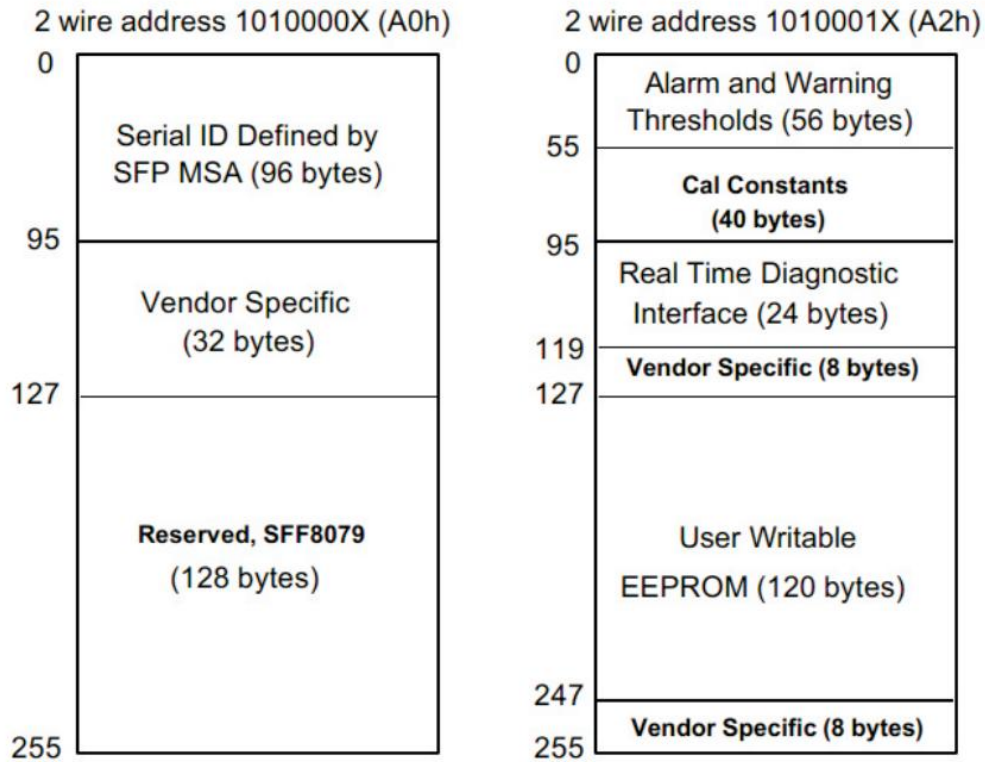 2 wire address 1010000X (A0h)
0
Serial ID Defined by
SFP MSA (96 bytes)
95
Vendor Specific
(32 bytes)
127
Reserved, SFF8079
(128 bytes)
255
2 wire address 1010001X (A2h)
0
Alarm and Warning
Thresholds (56 bytes)
55
Cal Constants
(40 bytes)
95
Real Time Diagnostic
Interface (24 bytes)
119
Vendor Specific (8 bytes)
127
User Writable
EEPROM (120 bytes)
247
Vendor Specific (8 bytes)
255